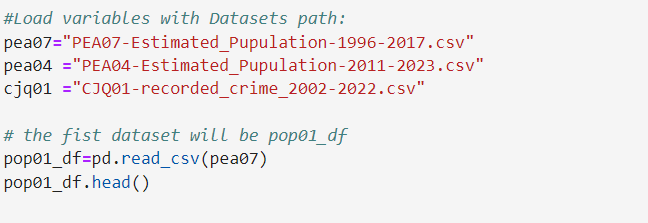 #Load variables with Datasets path:
pea07="PEA07-Estimated_Pupulation-1996-2017.csv"
pea04 ="PEA04-Estimated_Pupulation-2011-2023.csv"
cjq01 ="CJQ01-recorded_crime_2002-2022.csv"
# the fist dataset will be pop01_df
pop01_df=pd.read_csv(pea07)
pop01_df.head()